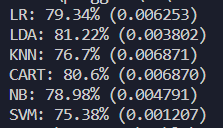 LR: 79.34% (0.006253)
LDA: 81.22% (0.003802)
KNN: 76.7% (0.006871)
CART: 80.6% (0.006870)
NB: 78.98% (0.004791)
SVM: 75.38% (0.001207)